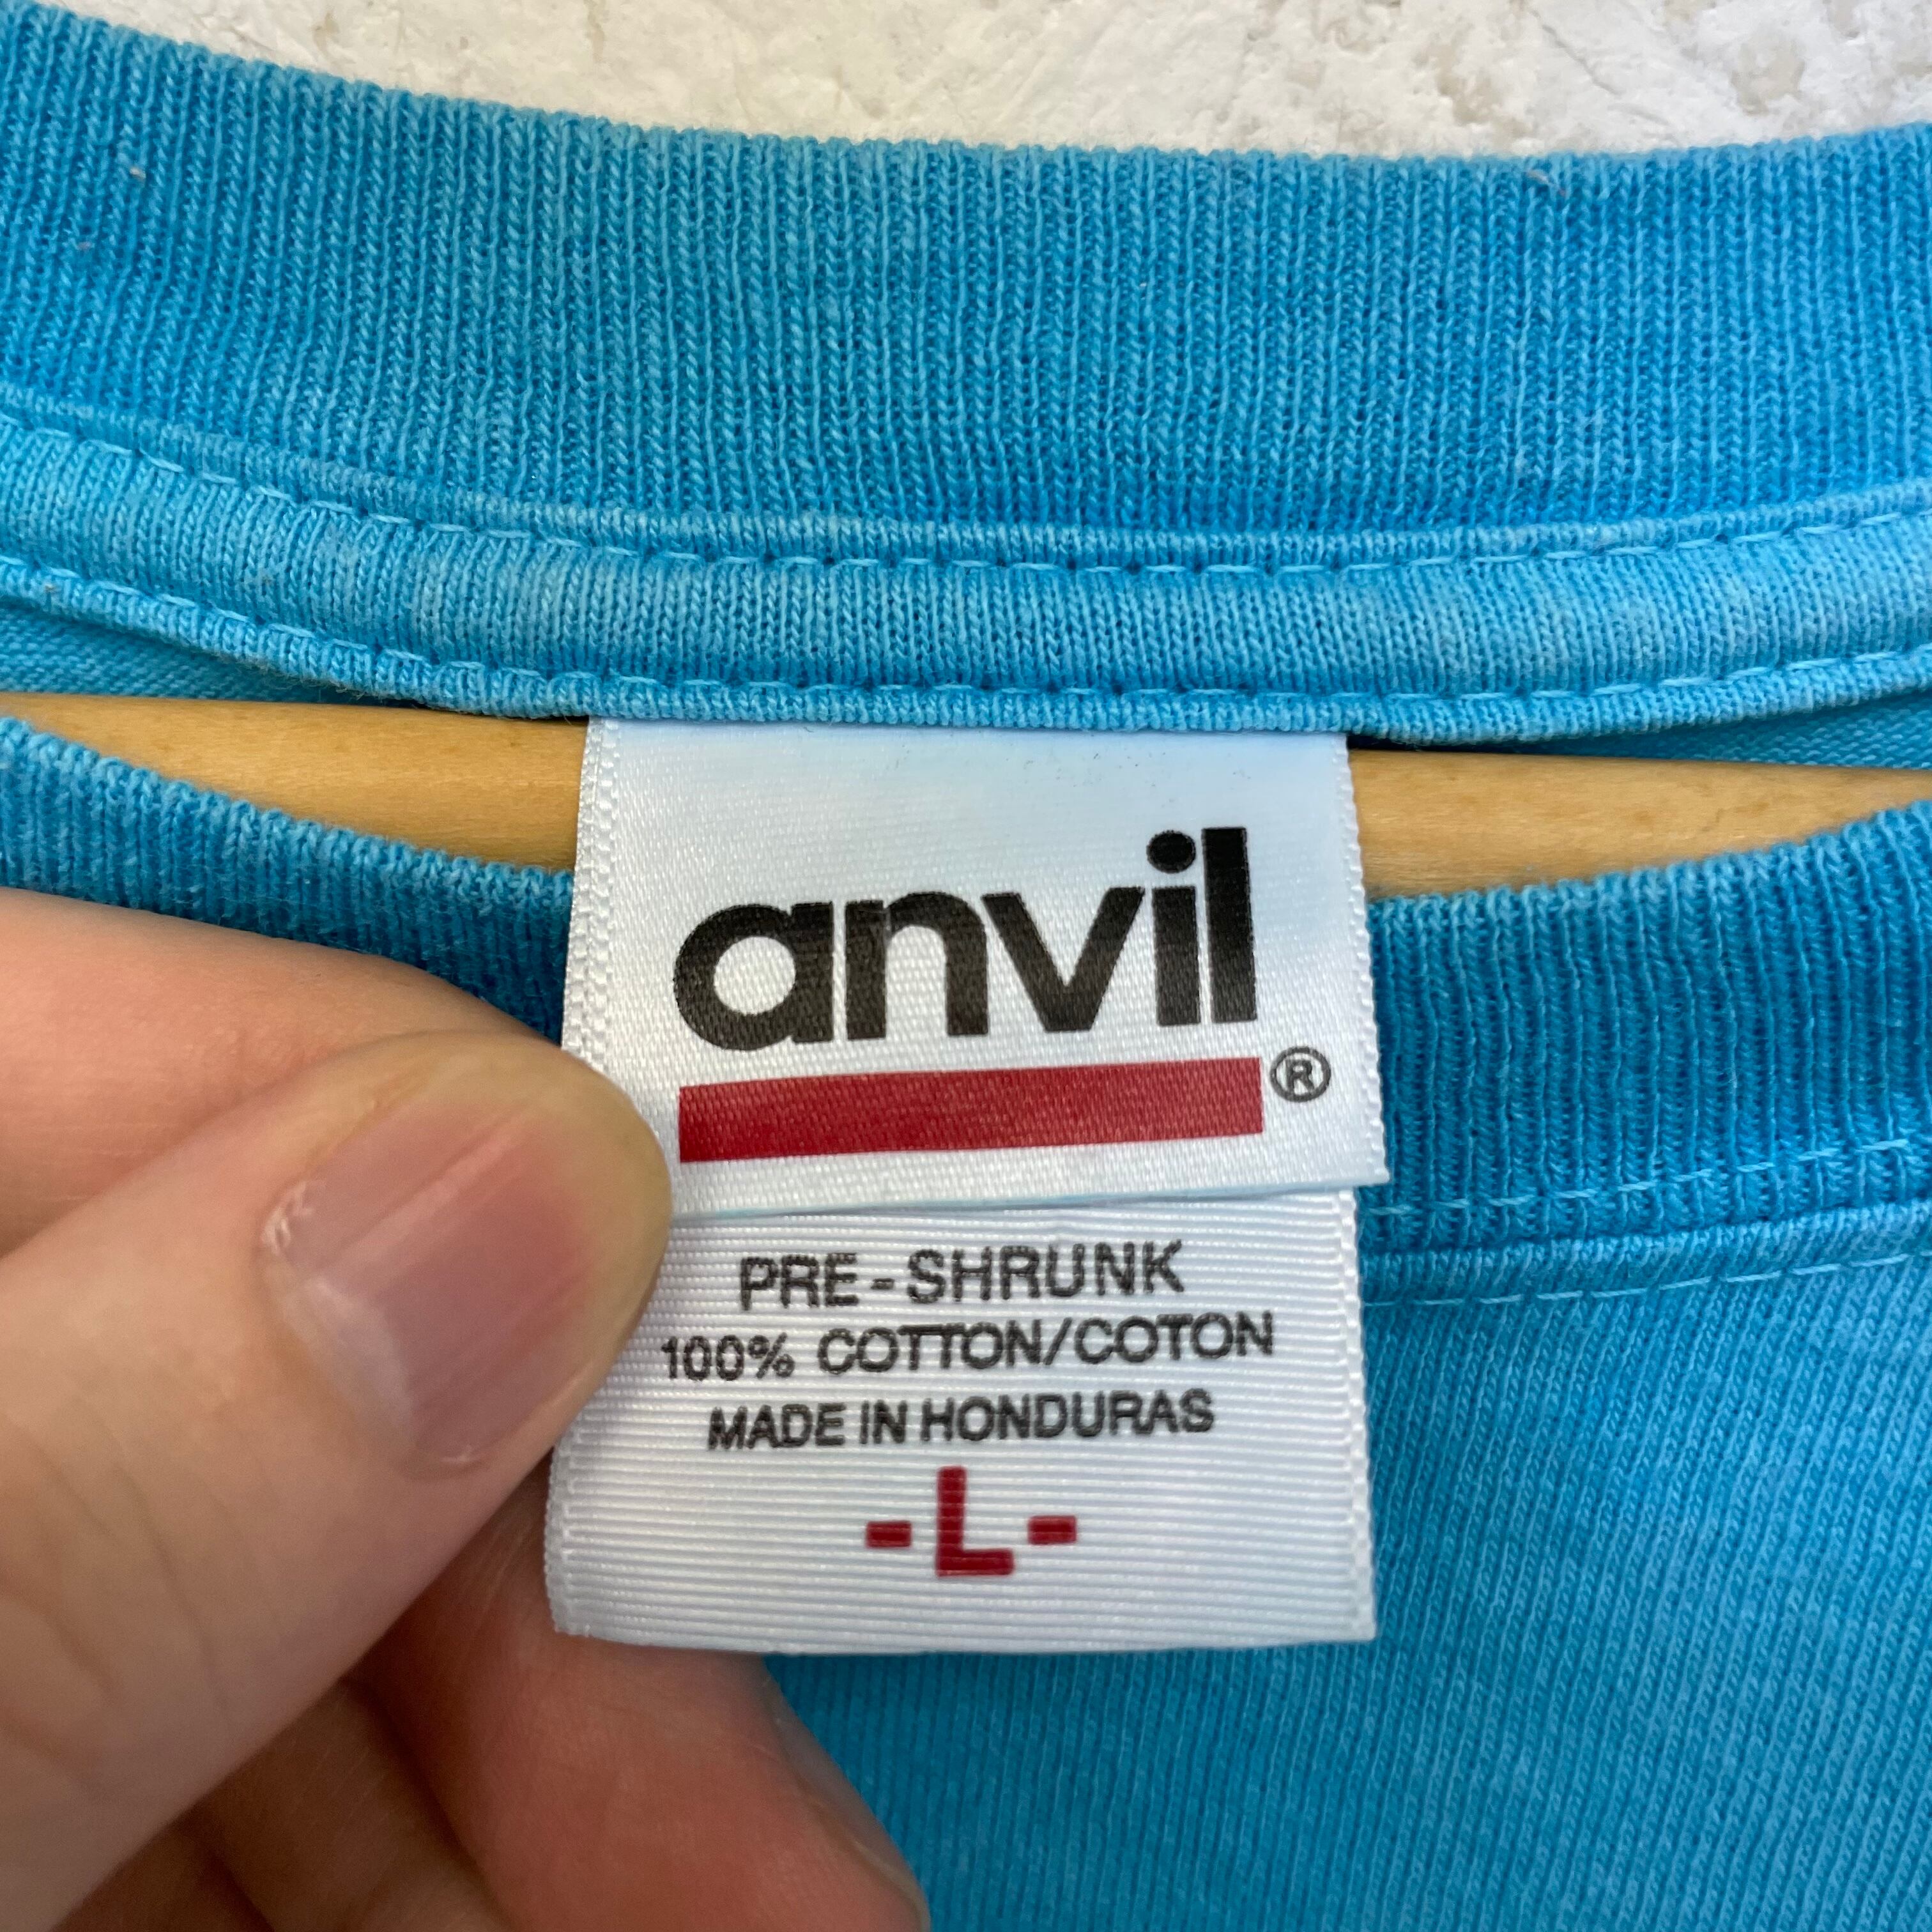 anvil®
PRE-SHRUNK
100% COTTON/COTON
MADE IN HONDURAS
-L-